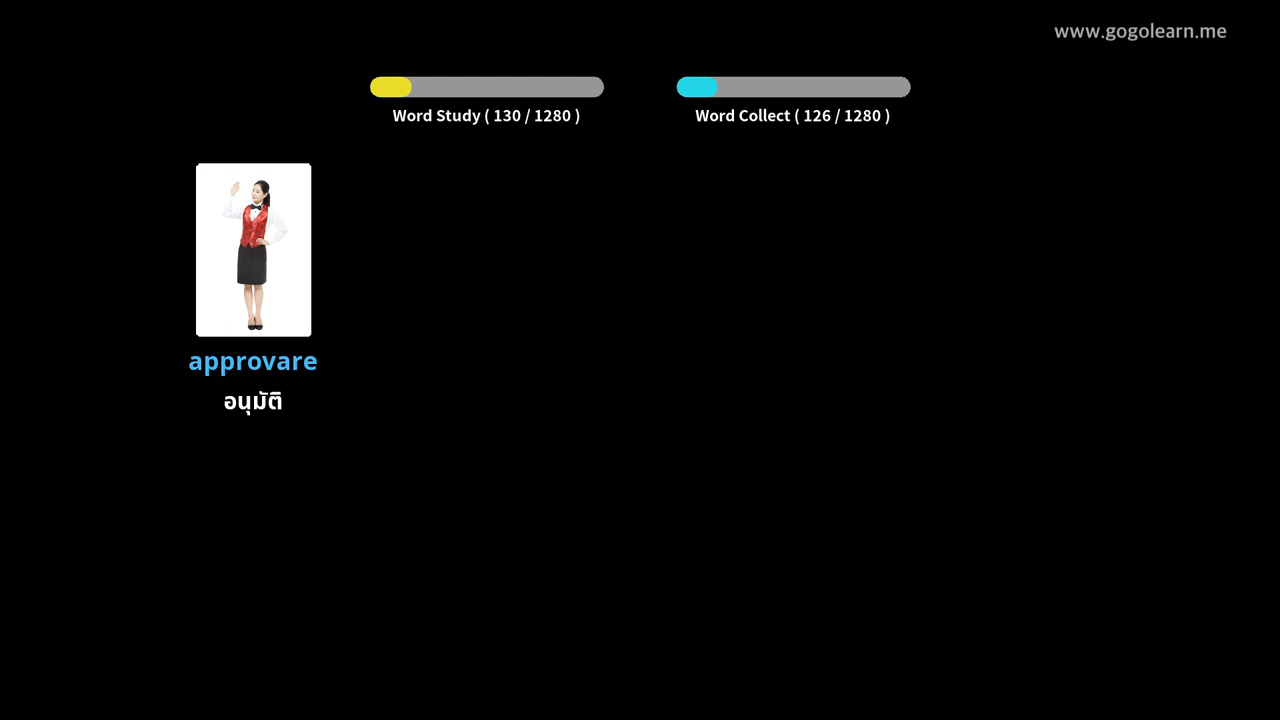 www.gogolearn.me
Word Study ( 130 / 1280 )
Word Collect ( 126 / 1280 )
approvare
อนุมัติ